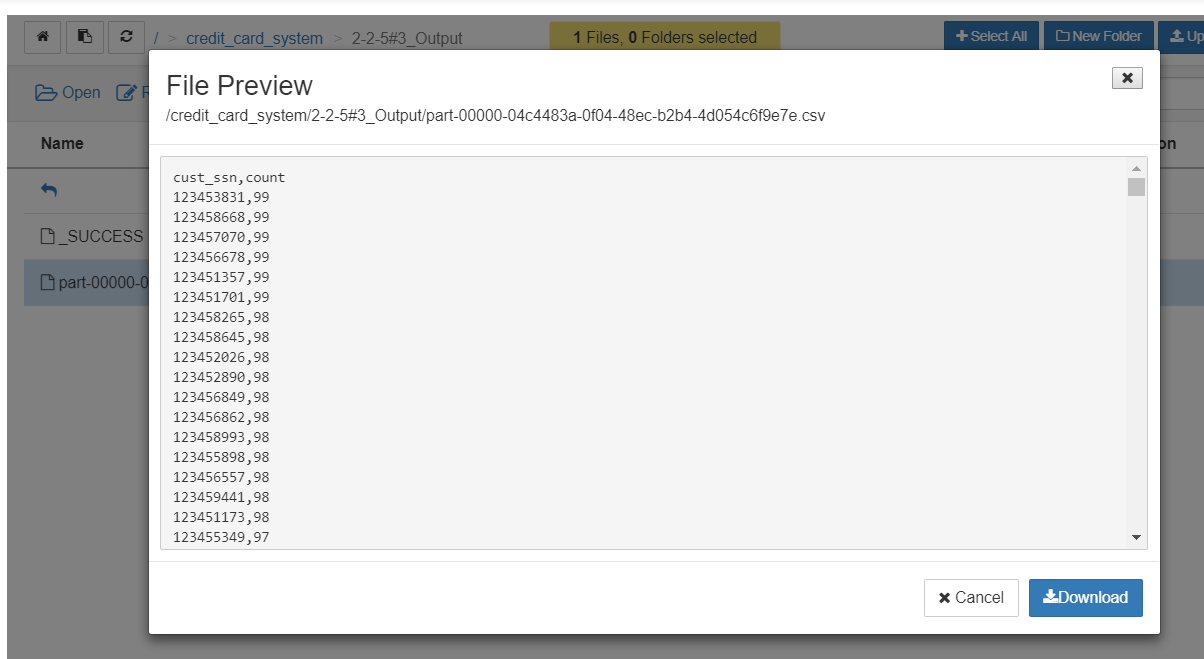 / > credit_card_system > 2-2-5#3_Output
1 Files, 0 Folders selected
Select All
New Folder
Up
Open
File Preview
/credit_card_system/2-2-5#3_Output/part-00000-04c4483a-0f04-48ec-b2b4-4d054c6f9e7e.csv
Name
on
_SUCCESS
part-00000-0
cust_ssn,count
123453831,99
123458668,99
123457070,99
123456678,99
123451357,99
123451701,99
123458265,98
123458645,98
123452026,98
123452890,98
123456849,98
123456862,98
123458993,98
123455898,98
123456557,98
123459441,98
123451173,98
123455349,97
Cancel
Download